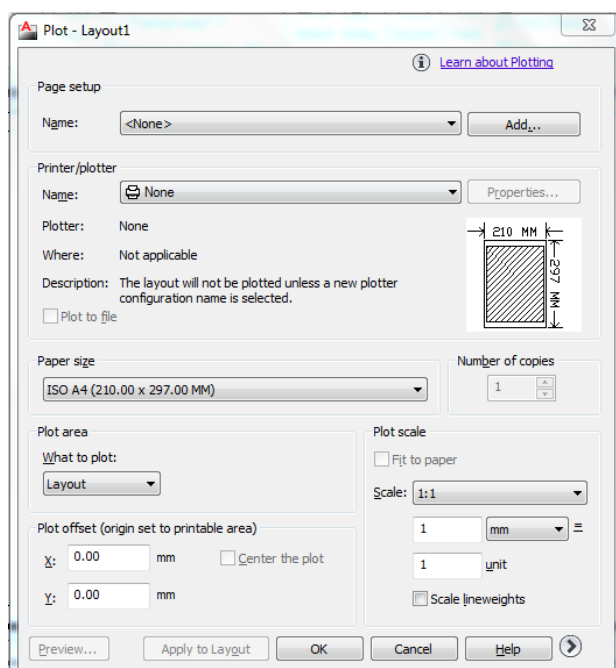 Plot - Layout1
Learn about Plotting
Page setup
Name: <None> Add...
Printer/plotter
Name: None Properties...
Plotter: None
Where: Not applicable
Description: The layout will not be plotted unless a new plotter
configuration name is selected.
Plot to file
210 MM
297 MM
Paper size
ISO A4 (210.00 x 297.00 MM)
Number of copies
1
Plot area
What to plot:
Layout
Plot scale
Fit to paper
Scale: 1:1
1 mm =
1 unit
Scale lineweights
Plot offset (origin set to printable area)
X: 0.00 mm Center the plot
Y: 0.00 mm
Preview... Apply to Layout OK Cancel Help